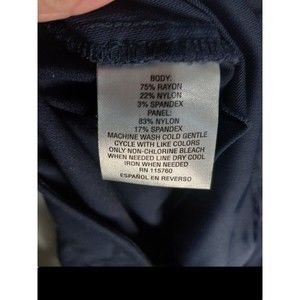 BODY:
75% RAYON
22% NYLON
3% SPANDEX
PANEL:
83% NYLON
17% SPANDEX
MACHINE WASH COLD GENTLE
CYCLE WITH LIKE COLORS
ONLY NON-CHLORINE BLEACH
WHEN NEEDED LINE DRY COOL
IRON WHEN NEEDED
RN 115760
ESPAÑOL EN REVERSO